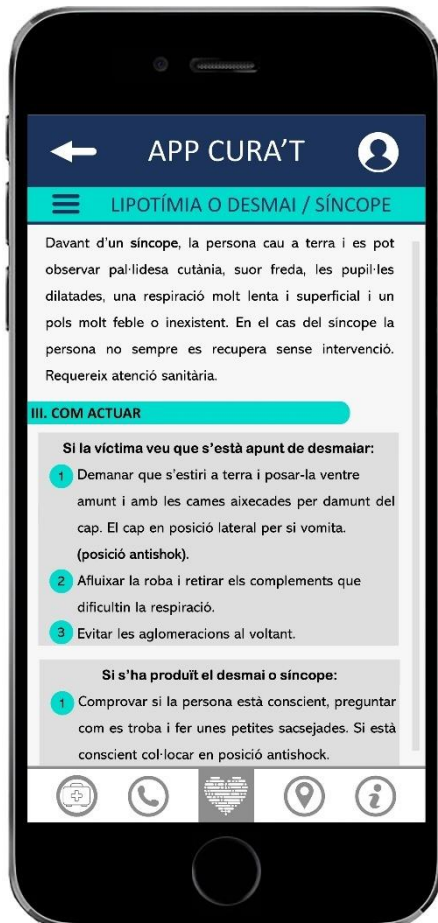 APP CURA'T
LIPOTÍMIA O DESMAI / SÍNCOPE
Davant d'un síncope, la persona cau a terra i es pot
observar pal·lidesa cutània, suor freda, les pupil·les
dilatades, una respiració molt lenta i superficial i un
pols molt feble o inexistent. En el cas del síncope la
persona no sempre es recupera sense intervenció.
Requereix atenció sanitària.
III. COM ACTUAR
Si la víctima veu que s'està apunt de desmaiar:
1 Demanar que s'estiri a terra i posar-la ventre
amunt i amb les cames aixecades per damunt del
cap. El cap en posició lateral per si vomita.
(posició antishok).
2 Afluixar la roba i retirar els complements que
dificultin la respiració.
3 Evitar les aglomeracions al voltant.
Si s'ha produït el desmai o síncope:
1 Comprovar si la persona està conscient, preguntar
com es troba i fer unes petites sacsejades. Si està
conscient col·locar en posició antishock.